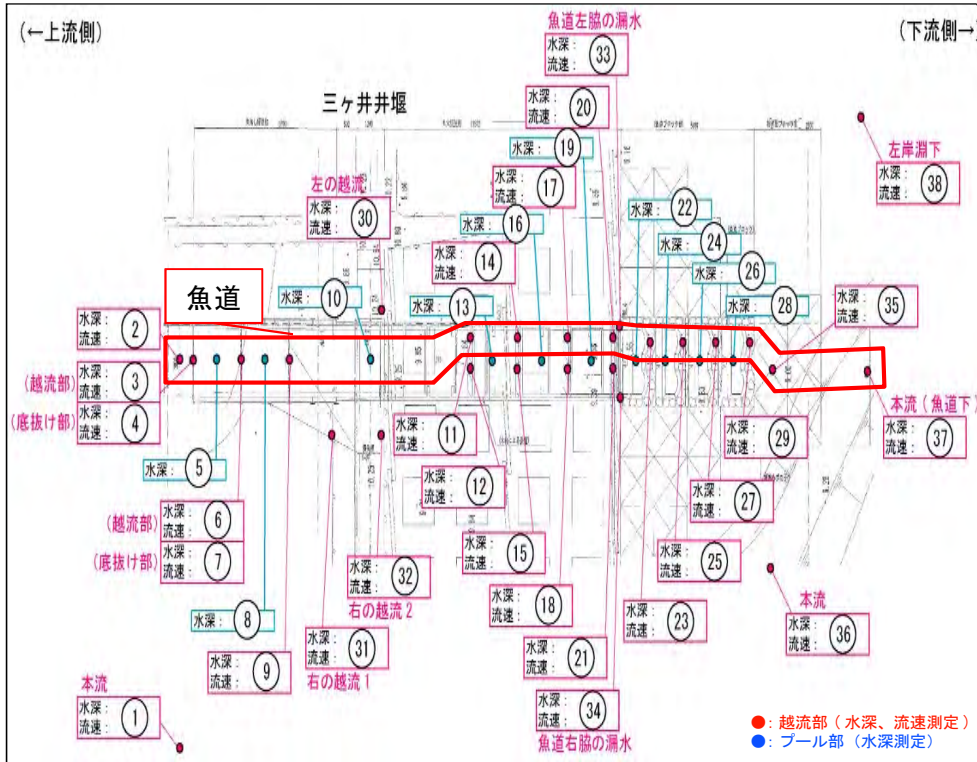 (←上流側)
(下流側→)
三ケ井井堰
魚道
魚道左脇の漏水
水深：
流速：
33
水深：
流速：
20
水深：
19
水深：
流速：
17
水深：
16
水深：
流速：
14
水深：
13
左の越流
水深：
流速：
30
水深：
10
左岸淵下
水深：
流速：
38
水深：
22
水深：
24
水深：
26
水深：
28
水深：
流速：
35
水深：
流速：
2
(越流部)
水深：
流速：
3
(底抜け部)
水深：
流速：
4
水深：
5
(越流部)
水深：
流速：
6
(底抜け部)
水深：
流速：
7
水深：
8
水深：
流速：
9
水深：
流速：
11
水深：
流速：
12
水深：
流速：
15
水深：
流速：
18
水深：
流速：
21
水深：
流速：
23
水深：
流速：
25
水深：
流速：
27
水深：
流速：
29
本流(魚道下)
水深：
流速：
37
水深：
流速：
32
右の越流2
水深：
流速：
31
右の越流1
本流
水深：
流速：
36
水深：
流速：
34
魚道右脇の漏水
本流
水深：
流速：
1
●：越流部（水深、流速測定）
●：プール部（水深測定）